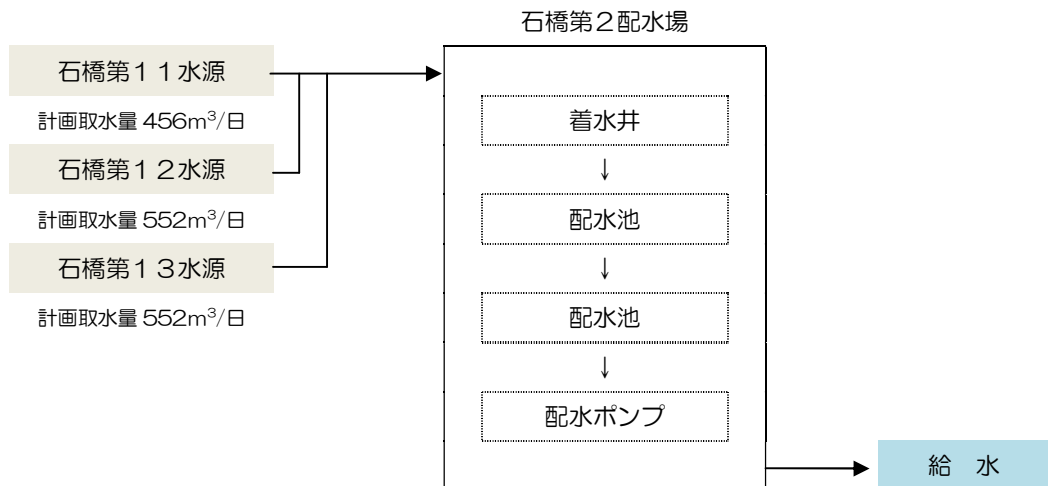 石橋第2配水場
石橋第11水源
計画取水量 456m³/日
石橋第12水源
計画取水量 552m³/日
石橋第13水源
計画取水量 552m³/日
着水井
↓
配水池
↓
配水池
↓
配水ポンプ
給 水